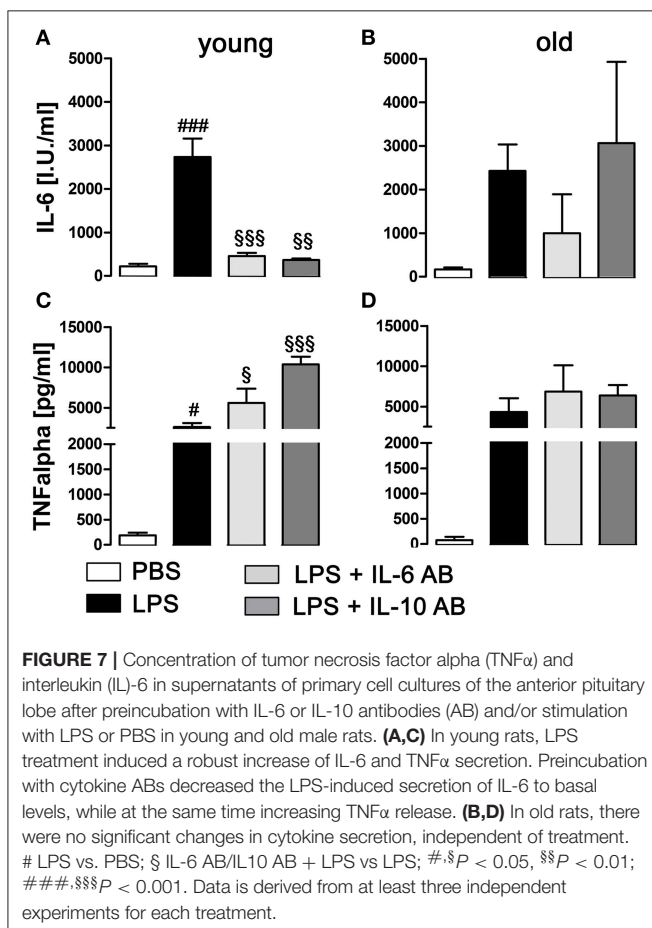 A young B old
IL-6 [I.U./ml]
5000 5000
4000 4000
3000 3000
2000 2000
1000 1000
0 0
###
§§§ §§
C D
TNFalpha [pg/ml]
15000 15000
10000 10000
5000 5000
2000 2000
1500 1500
1000 1000
500 500
0 0
# § §§§
PBS LPS + IL-6 AB
LPS LPS + IL-10 AB
FIGURE 7 | Concentration of tumor necrosis factor alpha (TNFα) and
interleukin (IL)-6 in supernatants of primary cell cultures of the anterior pituitary
lobe after preincubation with IL-6 or IL-10 antibodies (AB) and/or stimulation
with LPS or PBS in young and old male rats. (A,C) In young rats, LPS
treatment induced a robust increase of IL-6 and TNFα secretion. Preincubation
with cytokine ABs decreased the LPS-induced secretion of IL-6 to basal
levels, while at the same time increasing TNFα release. (B,D) In old rats, there
were no significant changes in cytokine secretion, independent of treatment.
# LPS vs. PBS; § IL-6 AB/IL10 AB + LPS vs LPS; #,§P < 0.05, §§P < 0.01;
###,§§§P < 0.001. Data is derived from at least three independent
experiments for each treatment.